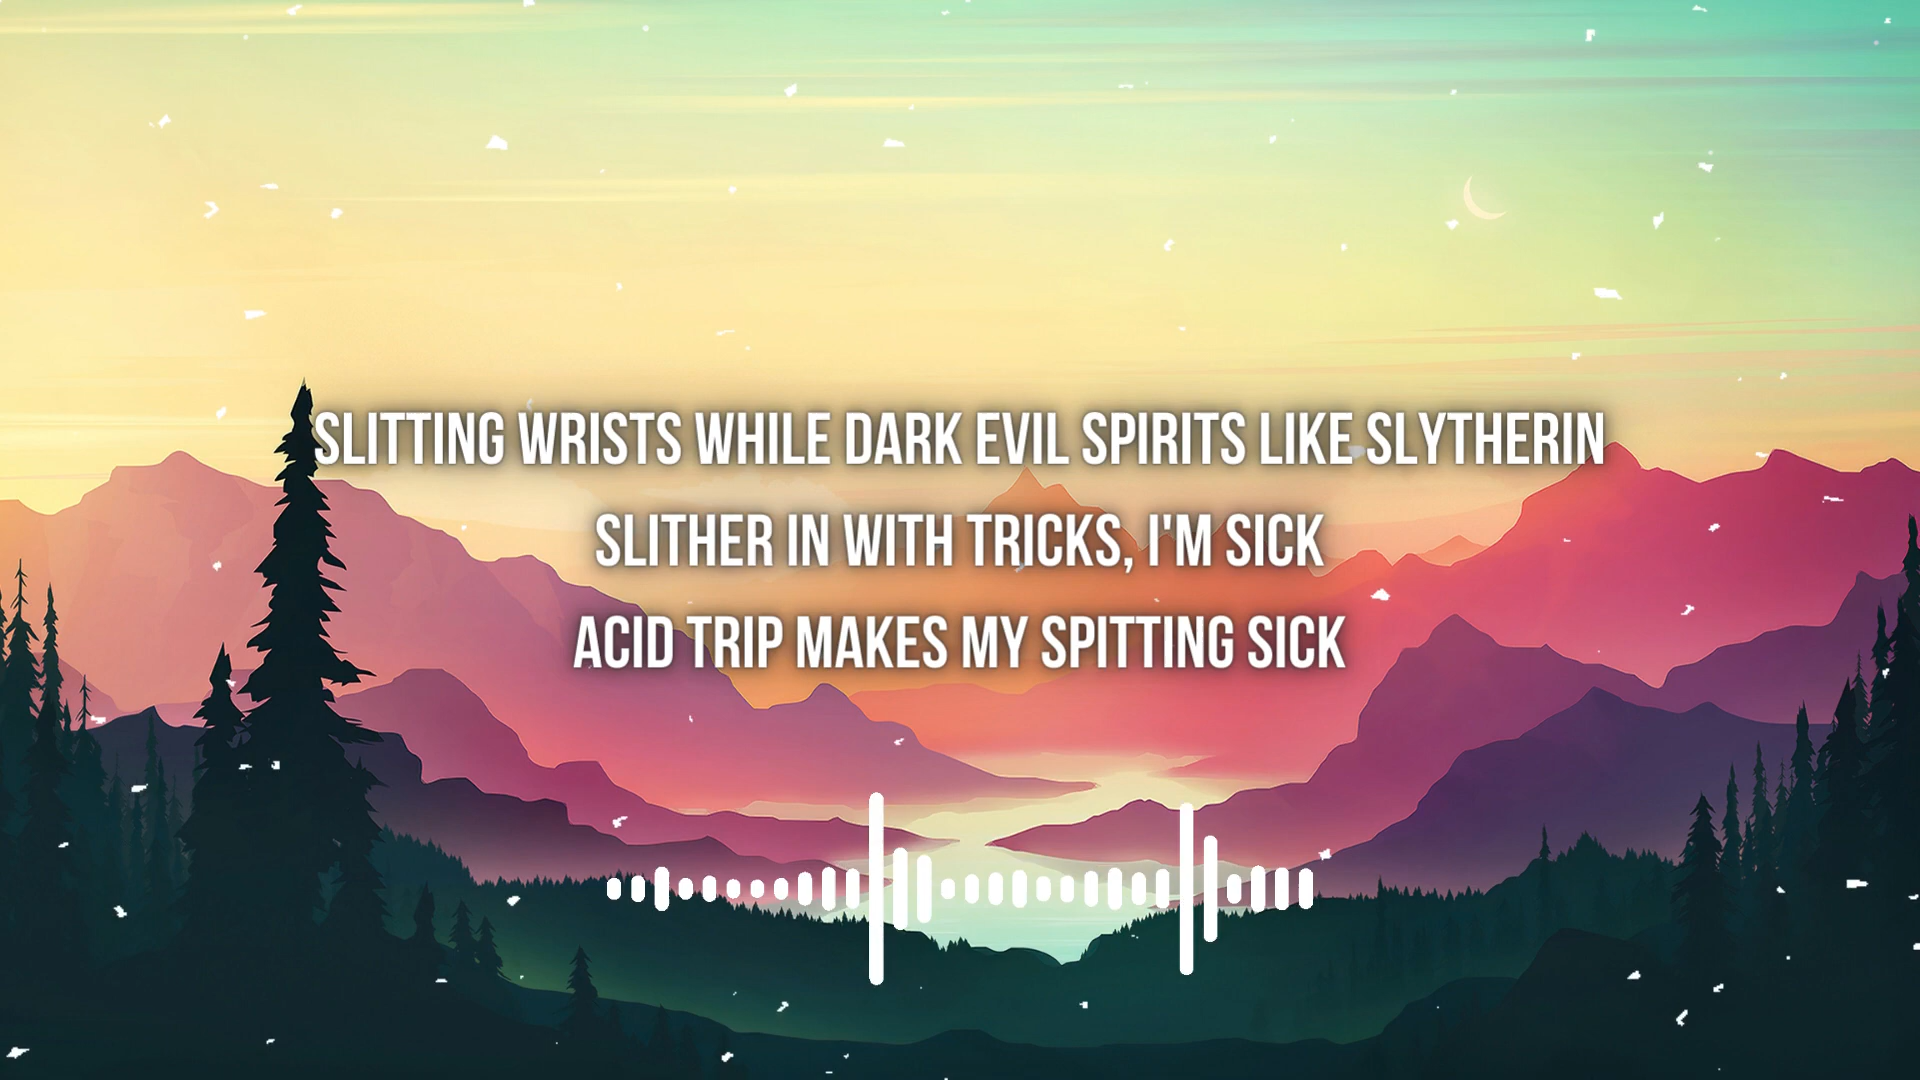 SLITTING WRISTS WHILE DARK EVIL SPIRITS LIKE SLYTHERIN
SLITHER IN WITH TRICKS, I'M SICK
ACID TRIP MAKES MY SPITTING SICK